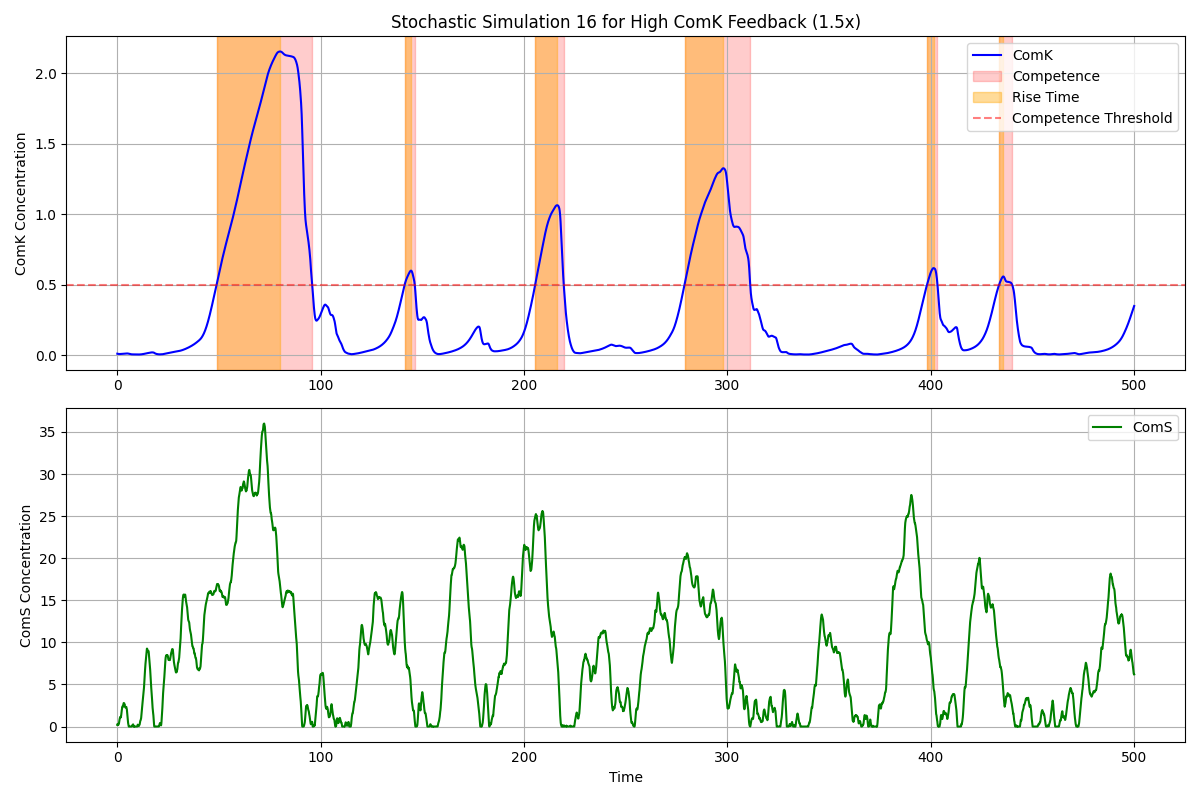 Stochastic Simulation 16 for High ComK Feedback (1.5x)
ComK Concentration
2.0
1.5
1.0
0.5
0.0
ComK
Competence
Rise Time
Competence Threshold
0 100 200 300 400 500
ComS Concentration
35
30
25
20
15
10
5
0
ComS
0 100 200 300 400 500
Time